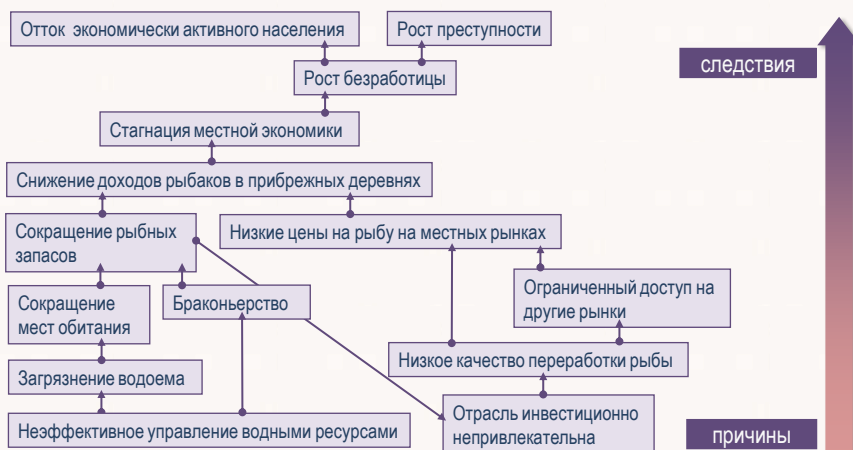 Отток экономически активного населения
Рост преступности
следствия
Рост безработицы
Стагнация местной экономики
Снижение доходов рыбаков в прибрежных деревнях
Сокращение рыбных
запасов
Низкие цены на рыбу на местных рынках
Ограниченный доступ на
другие рынки
Сокращение
мест обитания
Браконьерство
Низкое качество переработки рыбы
Загрязнение водоема
Неэффективное управление водными ресурсами
Отрасль инвестиционно
непривлекательна
причины